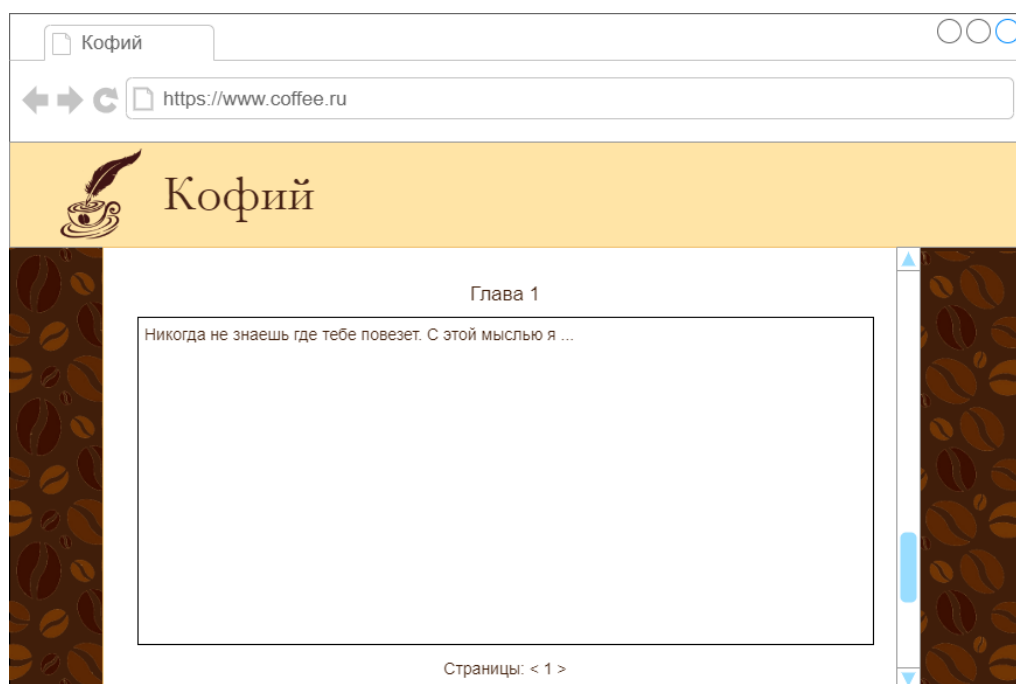 Кофий
https://www.coffee.ru
Кофий
Глава 1
Никогда не знаешь где тебе повезет. С этой мыслью я ...
Страницы: < 1 >